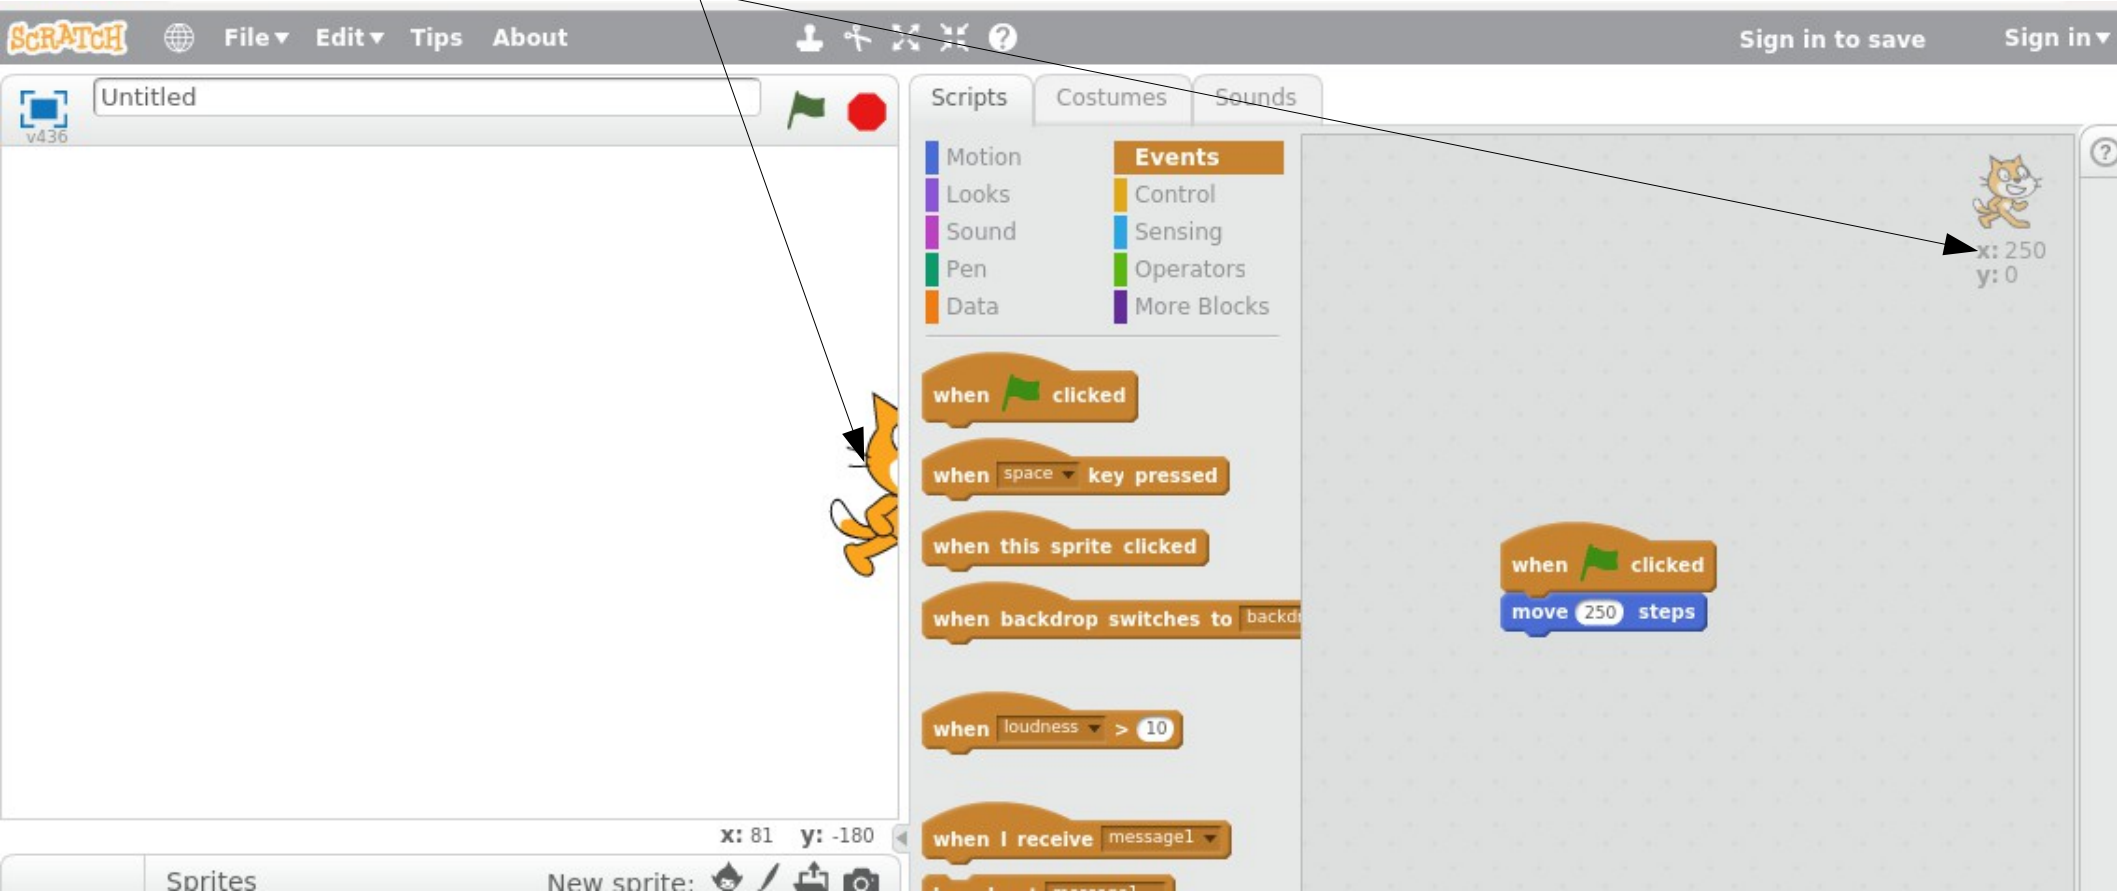 SCRATCH File Edit Tips About Sign in to save Sign in
Untitled
v436
Scripts Costumes Sounds
Motion Events
Looks Control
Sound Sensing
Pen Operators
Data More Blocks
x: 250
y: 0
when clicked
when space key pressed
when this sprite clicked
when backdrop switches to
when loudness > 10
when I receive message1
when clicked
move 250 steps
x: 81 y: -180
Sprites New sprite: